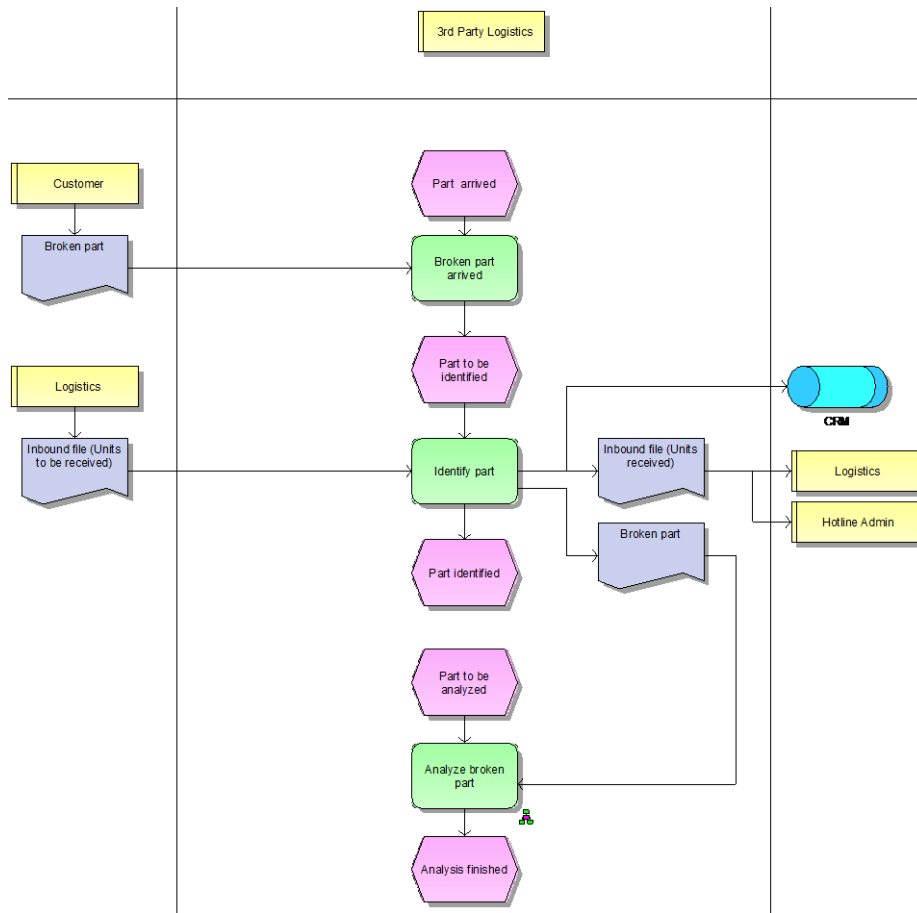 3rd Party Logistics
Customer
Part arrived
Broken part
Broken part
arrived
Part to be
identified
Logistics
CRM
Inbound file (Units
to be received)
Identify part
Inbound file (Units
received)
Logistics
Hotline Admin
Broken part
Part identified
Part to be
analyzed
Analyze broken
part
Analysis finished